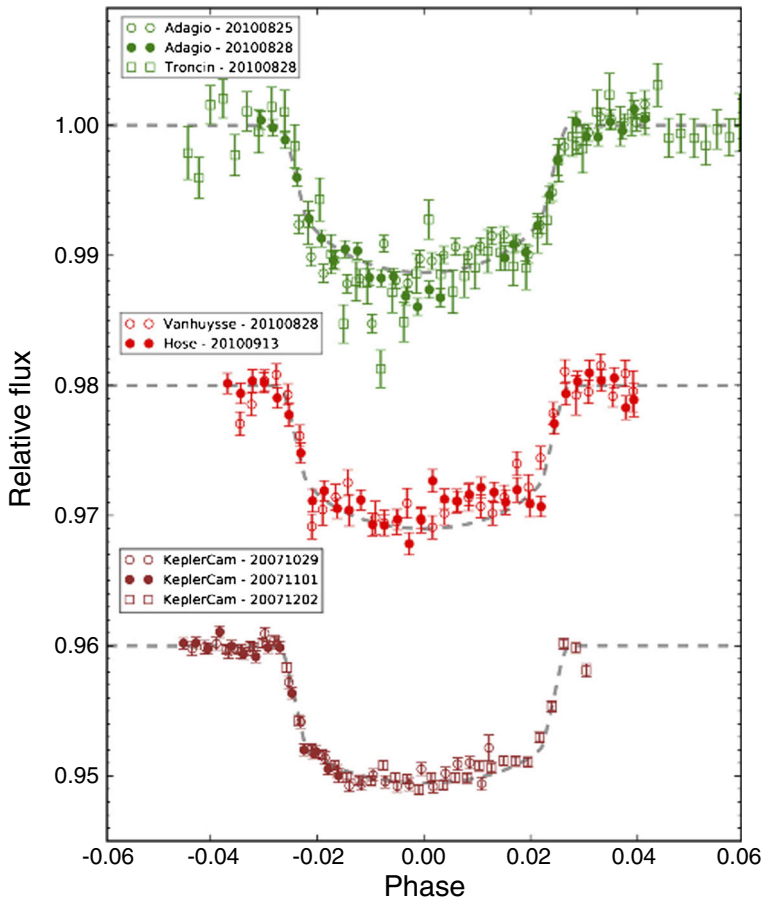 Adagio - 20100825
Adagio - 20100828
Troncin - 20100828
1.00
0.99
Vanhuysse - 20100828
Hose - 20100913
0.98
0.97
KeplerCam - 20071029
KeplerCam - 20071101
KeplerCam - 20071202
0.96
0.95
Relative flux
-0.06 -0.04 -0.02 0.00 0.02 0.04 0.06
Phase